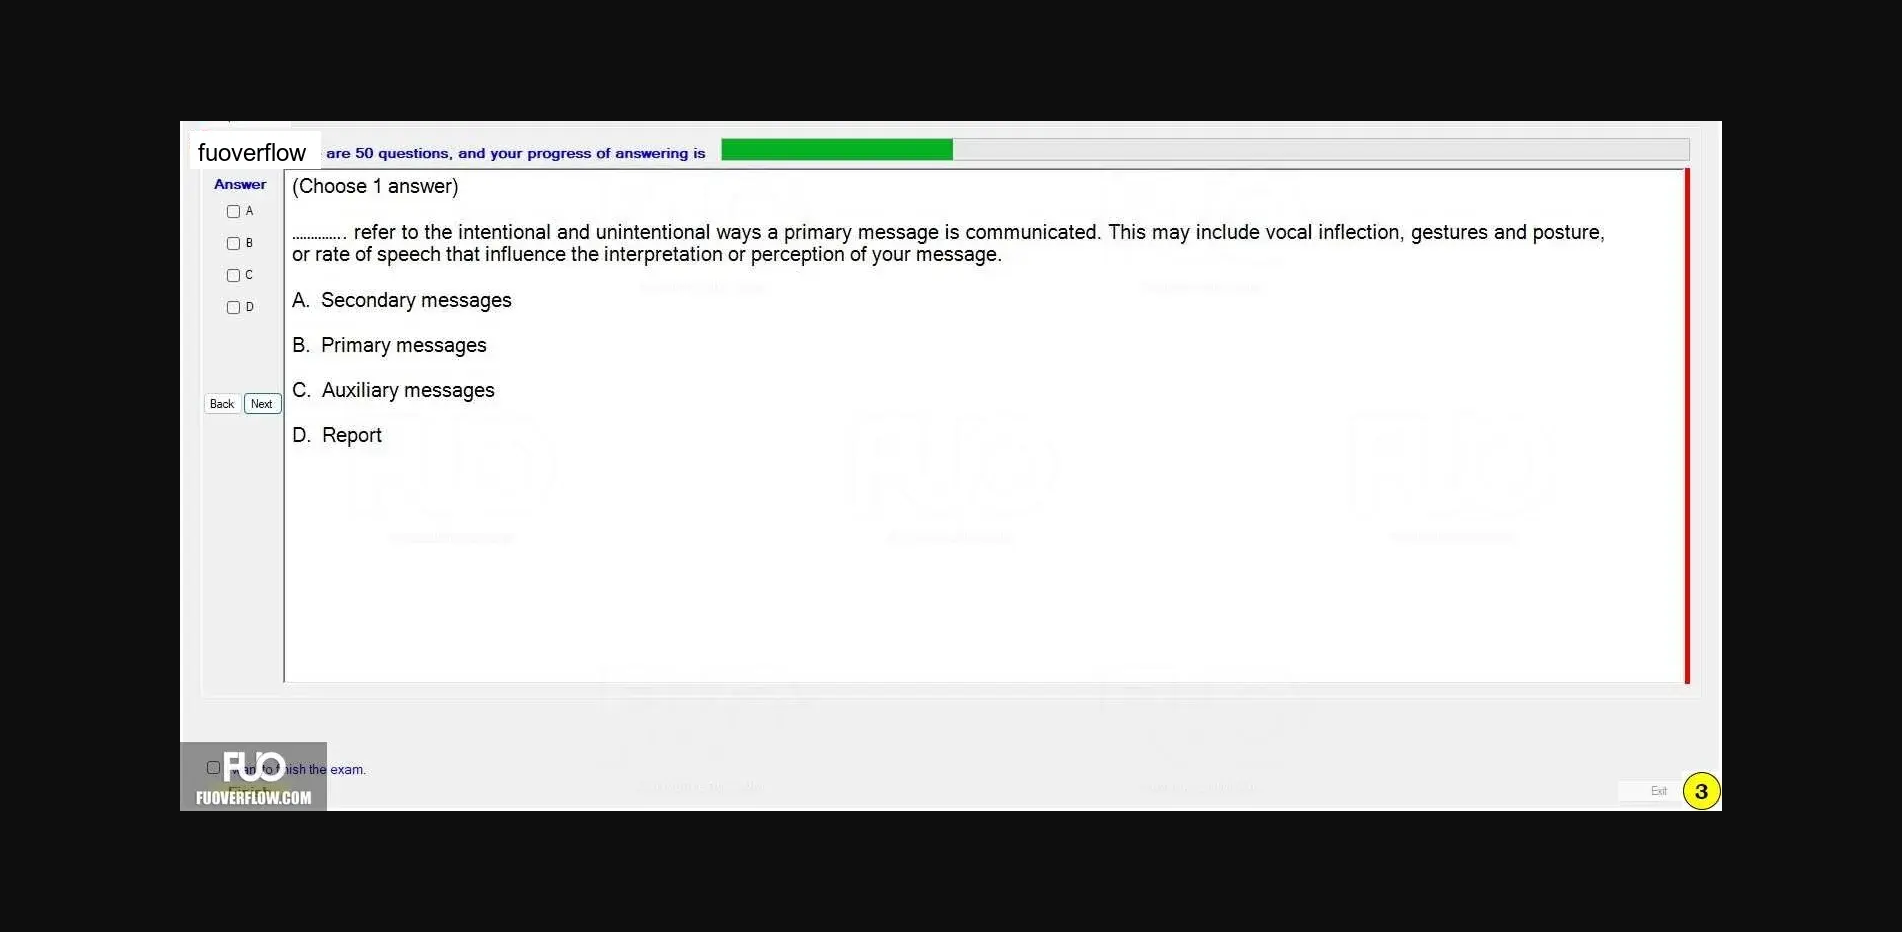 fuoverflow are 50 questions, and your progress of answering is
Answer
A
B
C
D
Back Next
(Choose 1 answer)
.............. refer to the intentional and unintentional ways a primary message is communicated. This may include vocal inflection, gestures and posture,
or rate of speech that influence the interpretation or perception of your message.
A. Secondary messages
B. Primary messages
C. Auxiliary messages
D. Report
FUO
to finish the exam.
FUOVERFLOW.COM
Exit
3